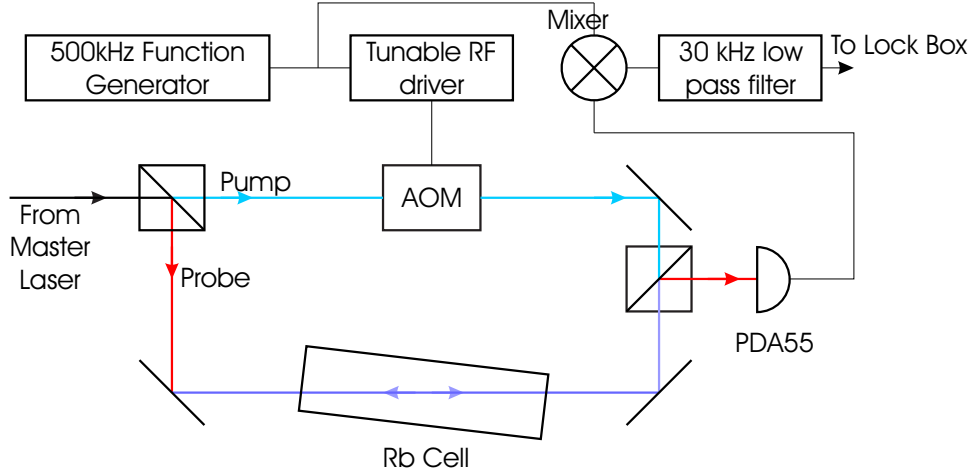 Mixer
500kHz Function
Generator
Tunable RF
driver
30 kHz low
pass filter
To Lock Box
Pump
AOM
From
Master
Laser
Probe
PDA55
Rb Cell